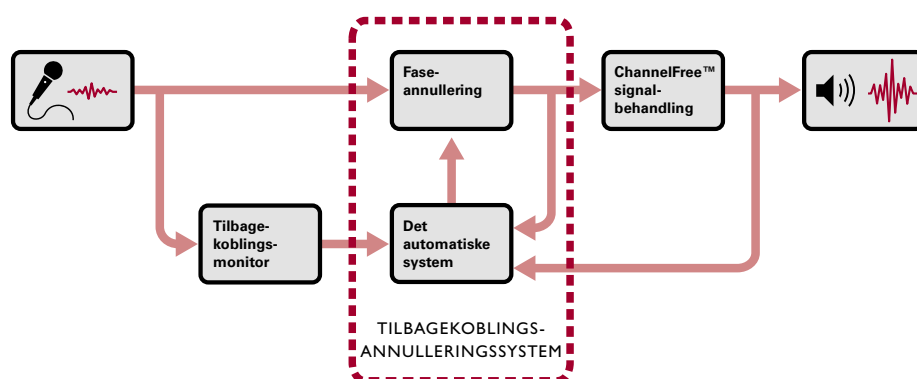 Fase-
annullering
ChannelFree™
signal-
behandling
Tilbage-
koblings-
monitor
Det
automatiske
system
TILBAGEKOBLINGS-
ANNULLERINGSSYSTEM